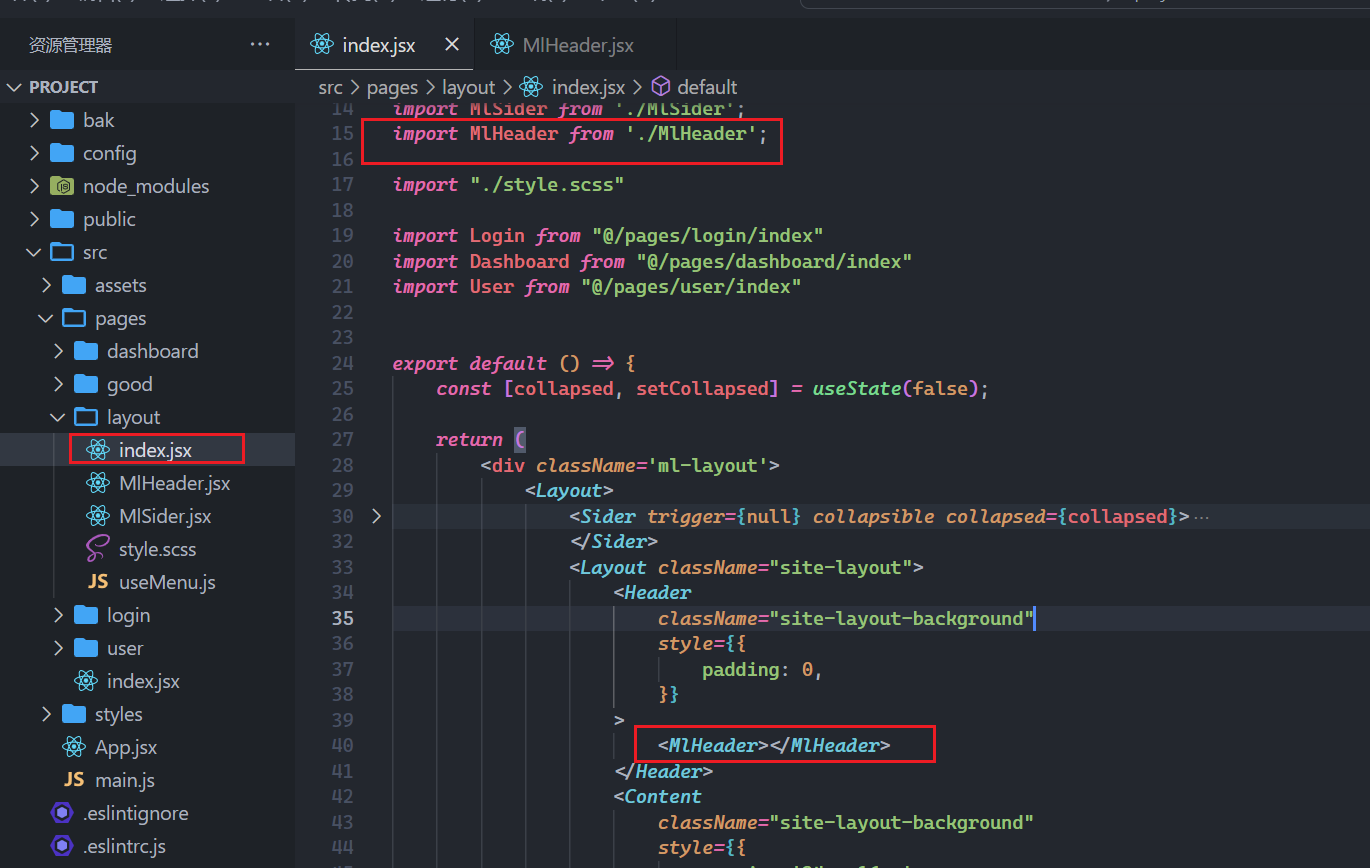 资源管理器
···
index.jsx
MlHeader.jsx
PROJECT
bak
config
node_modules
public
src
assets
pages
dashboard
good
layout
index.jsx
MlHeader.jsx
MlSider.jsx
style.scss
JS useMenu.js
login
user
index.jsx
styles
App.jsx
JS main.js
.eslintignore
.eslintrc.js
src > pages > layout > index.jsx > default
14 import MlSider from './MlSider';
15 import MlHeader from './MlHeader';
16
17 import "./style.scss"
18
19 import Login from "@/pages/login/index"
20 import Dashboard from "@/pages/dashboard/index"
21 import User from "@/pages/user/index"
22
23
24 export default () => {
25 const [collapsed, setCollapsed] = useState(false);
26
27 return (
28 <div className='ml-layout'>
29 <Layout>
30 <Sider trigger={null} collapsible collapsed={collapsed}>···
32 </Sider>
33 <Layout className="site-layout">
34 <Header
35 className="site-layout-background"
36 style={{
37 padding: 0,
38 }}
39 >
40 <MlHeader></MlHeader>
41 </Header>
42 <Content
43 className="site-layout-background"
44 style={{